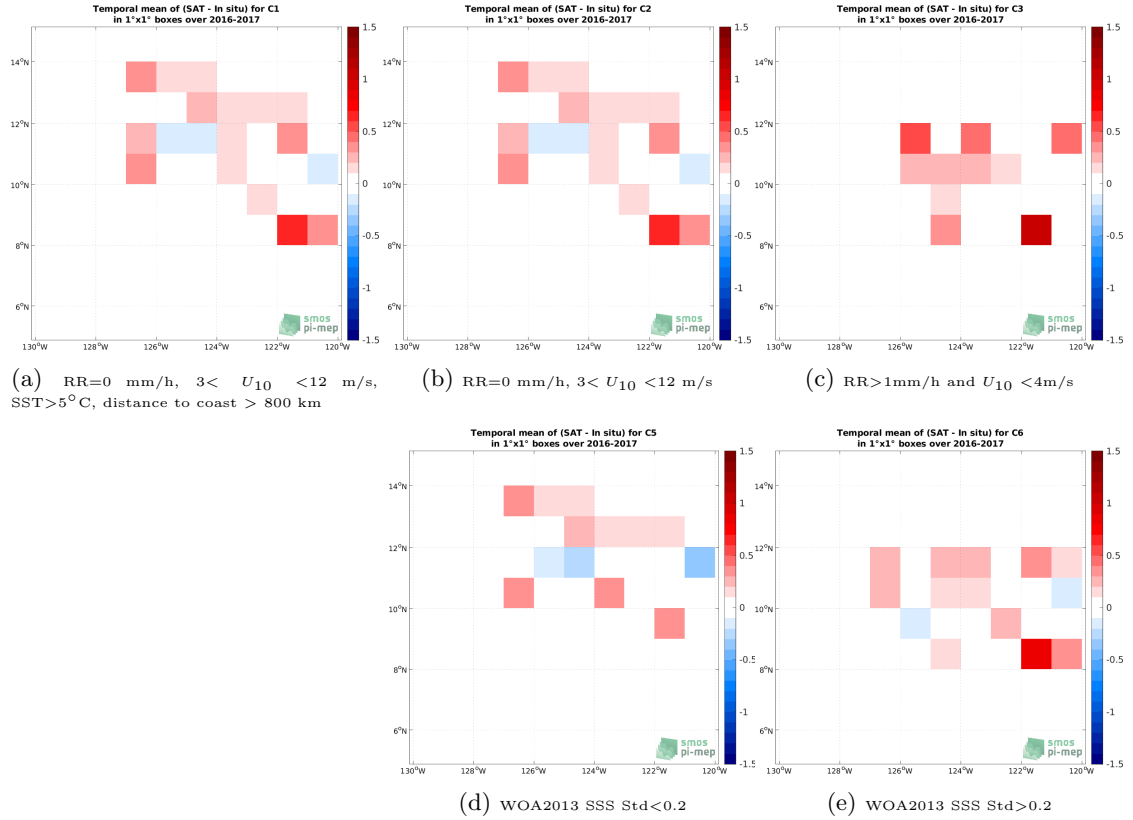 Temporal mean of (SAT - In situ) for C1
in 1°x1° boxes over 2016-2017
14°N
12°N
10°N
8°N
6°N
130°W
128°W
126°W
124°W
122°W
120°W
1.5
1
0.5
0
-0.5
-1
-1.5
smos
pi-mep
(a) RR=0 mm/h, 3< U10 <12 m/s,
SST>5°C, distance to coast > 800 km
Temporal mean of (SAT - In situ) for C2
in 1°x1° boxes over 2016-2017
14°N
12°N
10°N
8°N
6°N
130°W
128°W
126°W
124°W
122°W
120°W
1.5
1
0.5
0
-0.5
-1
-1.5
smos
pi-mep
(b) RR=0 mm/h, 3< U10 <12 m/s
Temporal mean of (SAT - In situ) for C3
in 1°x1° boxes over 2016-2017
14°N
12°N
10°N
8°N
6°N
130°W
128°W
126°W
124°W
122°W
120°W
1.5
1
0.5
0
-0.5
-1
-1.5
smos
pi-mep
(c) RR>1mm/h and U10 <4m/s
Temporal mean of (SAT - In situ) for C5
in 1°x1° boxes over 2016-2017
14°N
12°N
10°N
8°N
6°N
130°W
128°W
126°W
124°W
122°W
120°W
1.5
1
0.5
0
-0.5
-1
-1.5
smos
pi-mep
(d) WOA2013 SSS Std<0.2
Temporal mean of (SAT - In situ) for C6
in 1°x1° boxes over 2016-2017
14°N
12°N
10°N
8°N
6°N
130°W
128°W
126°W
124°W
122°W
120°W
1.5
1
0.5
0
-0.5
-1
-1.5
smos
pi-mep
(e) WOA2013 SSS Std>0.2